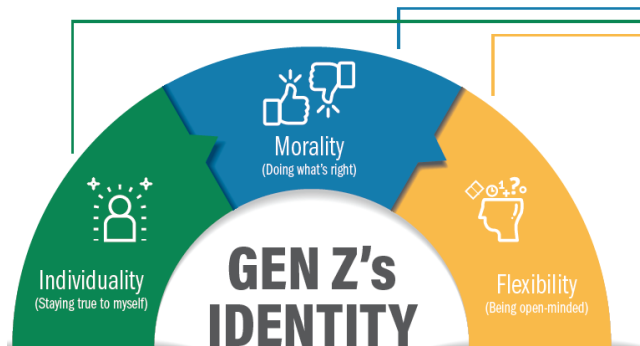 Morality
(Doing what's right)
Individuality
(Staying true to myself)
Flexibility
(Being open-minded)
GEN Z's
IDENTITY